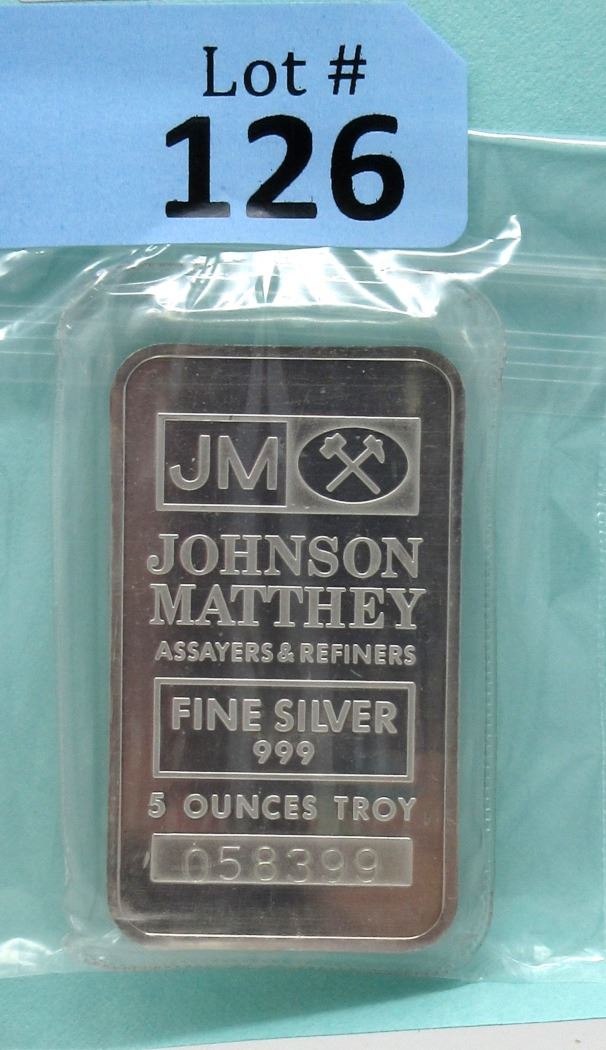 Lot #
126
JM
JOHNSON
MATTHEY
ASSAYERS & REFINERS
FINE SILVER
999
5 OUNCES TROY
058399